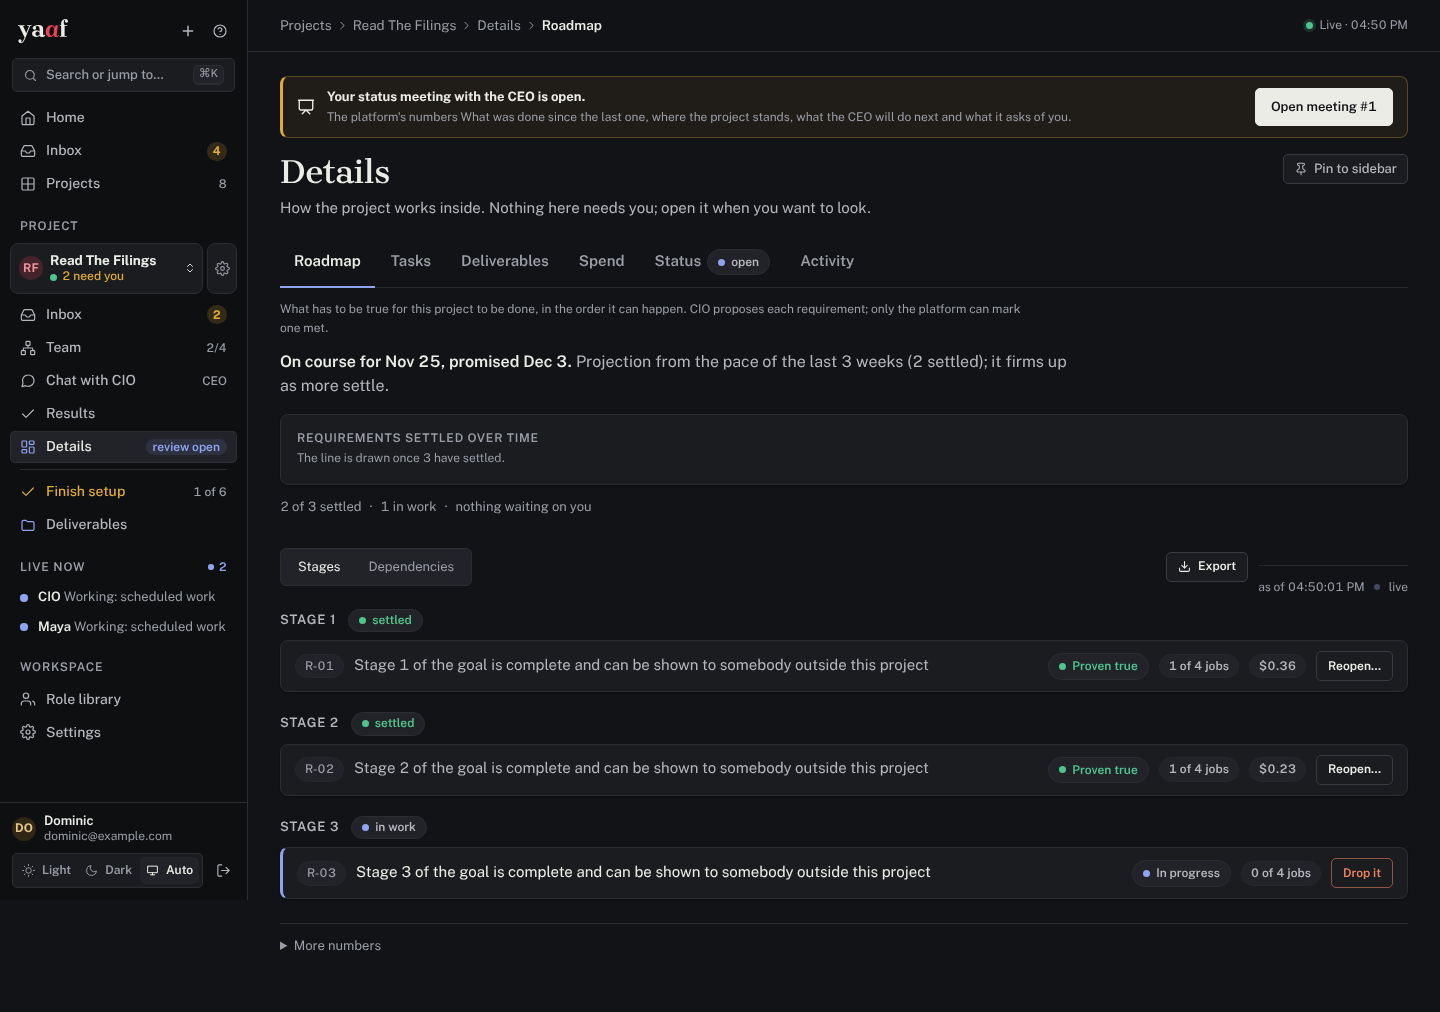 yaaf
Search or jump to... ⌘K
Home
Inbox 4
Projects 8
PROJECT
RF Read The Filings
2 need you
Inbox 2
Team 2/4
Chat with CIO CEO
Results
Details review open
Finish setup 1 of 6
Deliverables
LIVE NOW 2
CIO Working: scheduled work
Maya Working: scheduled work
WORKSPACE
Role library
Settings
DO Dominic
dominic@example.com
Light Dark Auto
Projects > Read The Filings > Details > Roadmap
Live · 04:50 PM
Your status meeting with the CEO is open.
The platform's numbers What was done since the last one, where the project stands, what the CEO will do next and what it asks of you.
Open meeting #1
Details
Pin to sidebar
How the project works inside. Nothing here needs you; open it when you want to look.
Roadmap Tasks Deliverables Spend Status open Activity
What has to be true for this project to be done, in the order it can happen. CIO proposes each requirement; only the platform can mark
one met.
On course for Nov 25, promised Dec 3. Projection from the pace of the last 3 weeks (2 settled); it firms up
as more settle.
REQUIREMENTS SETTLED OVER TIME
The line is drawn once 3 have settled.
2 of 3 settled · 1 in work · nothing waiting on you
Stages Dependencies
Export
as of 04:50:01 PM live
STAGE 1 settled
R-01 Stage 1 of the goal is complete and can be shown to somebody outside this project Proven true 1 of 4 jobs $0.36 Reopen...
STAGE 2 settled
R-02 Stage 2 of the goal is complete and can be shown to somebody outside this project Proven true 1 of 4 jobs $0.23 Reopen...
STAGE 3 in work
R-03 Stage 3 of the goal is complete and can be shown to somebody outside this project In progress 0 of 4 jobs Drop it
More numbers